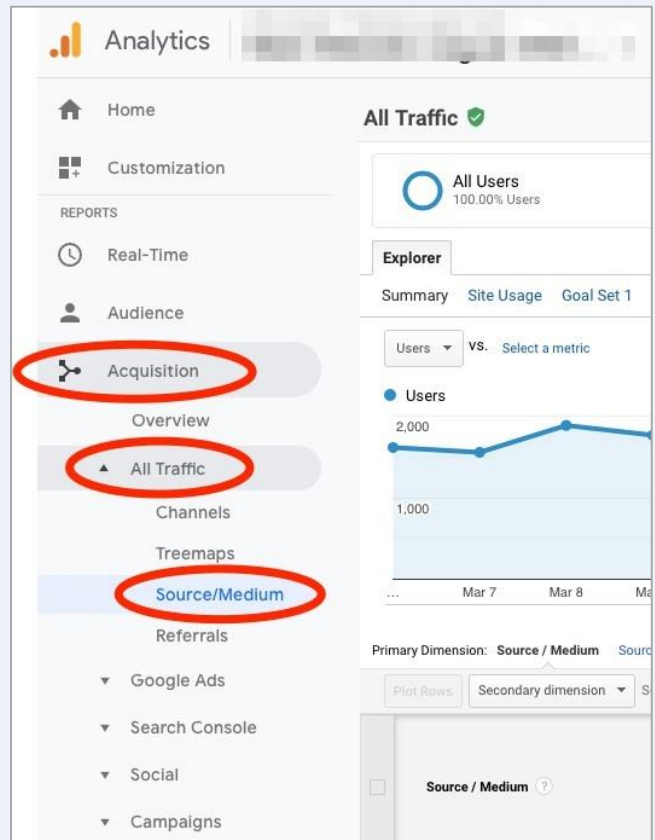 Analytics
Home
Customization
REPORTS
Real-Time
Audience
Acquisition
Overview
All Traffic
Channels
Treemaps
Source/Medium
Referrals
Google Ads
Search Console
Social
Campaigns
All Traffic
All Users
100.00% Users
Explorer
Summary Site Usage Goal Set 1
Users VS. Select a metric
Users
2,000
1,000
... Mar 7 Mar 8
Primary Dimension: Source / Medium
Plot Rows Secondary dimension
Source / Medium ?